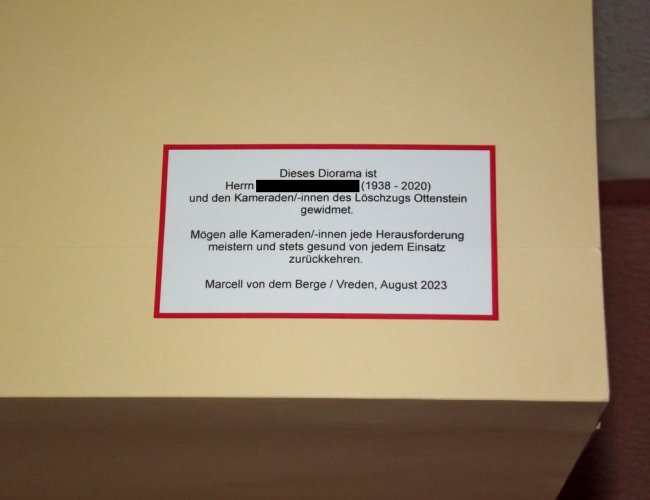 Dieses Diorama ist
Herrn (1938 - 2020)
und den Kameraden/-innen des Löschzugs Ottenstein
gewidmet.
Mögen alle Kameraden/-innen jede Herausforderung
meistern und stets gesund von jedem Einsatz
zurückkehren.
Marcell von dem Berge / Vreden, August 2023